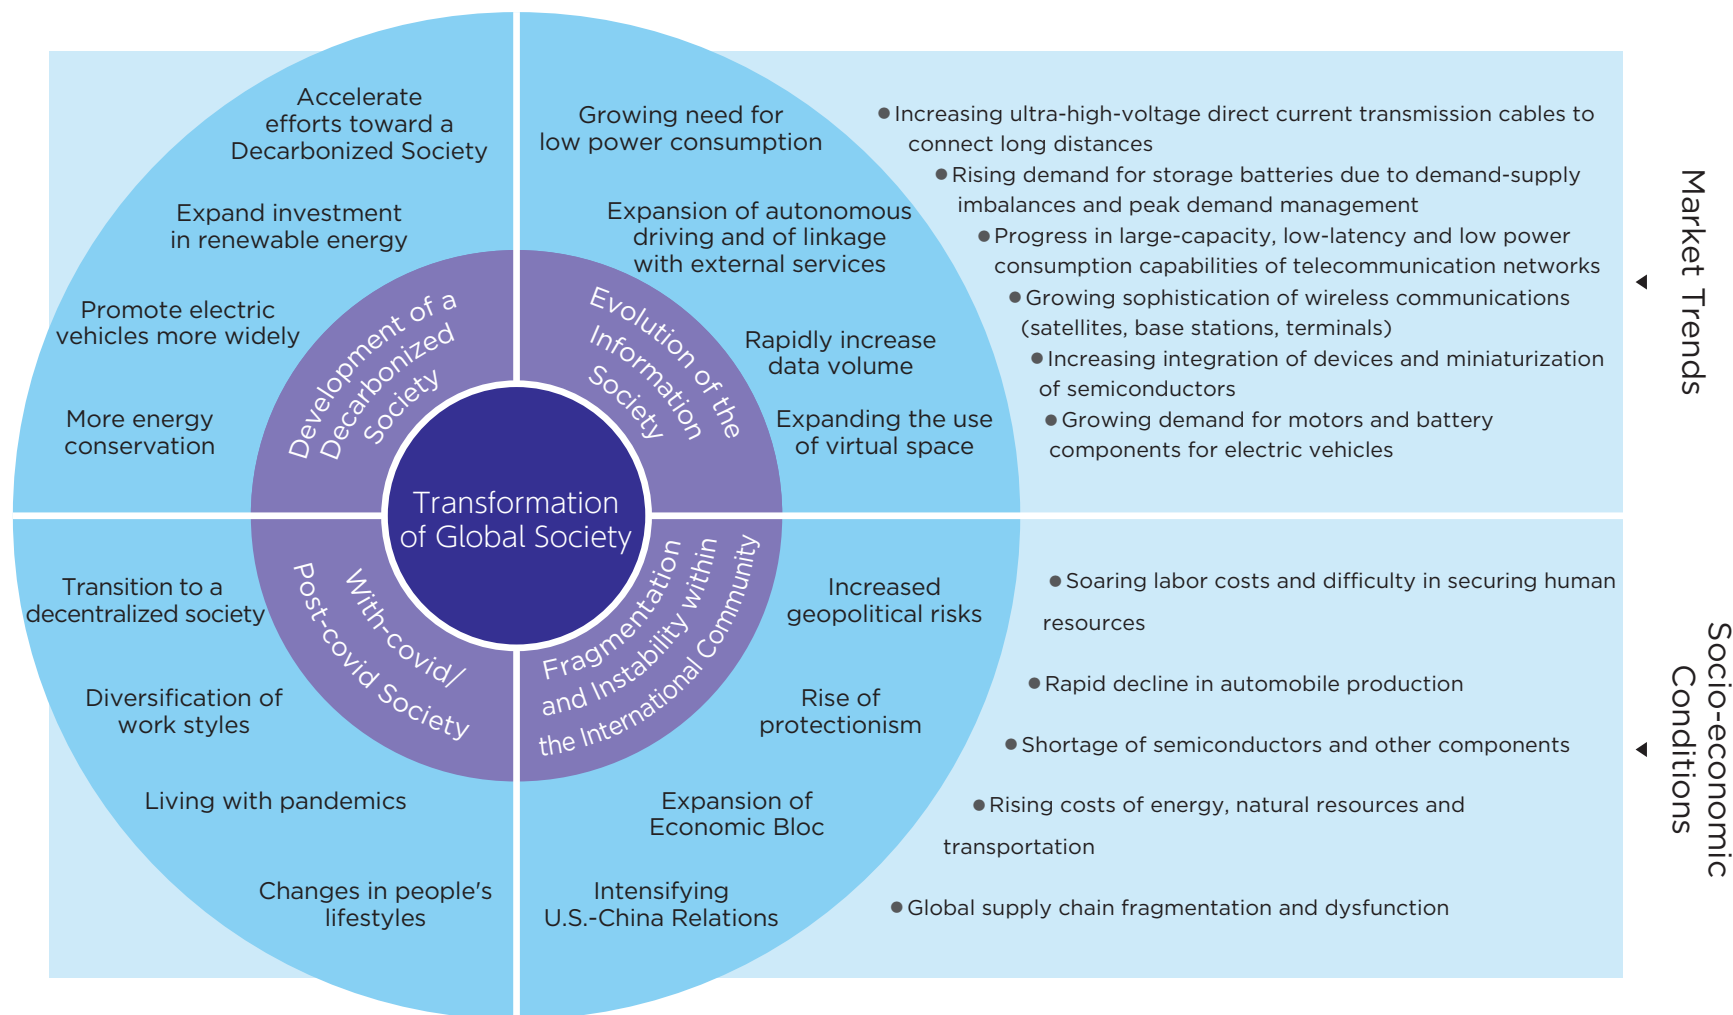 Accelerate
efforts toward a
Decarbonized Society
Expand investment
in renewable energy
Promote electric
vehicles more widely
More energy
conservation
Development of a
Decarbonized
Society
Growing need for
low power consumption
Expansion of autonomous
driving and of linkage
with external services
Rapidly increase
data volume
Expanding the use
of virtual space
Evolution of the
Information
Society
Transformation
of Global Society
Transition to a
decentralized society
Diversification of
work styles
Living with pandemics
Changes in people's
lifestyles
With-covid/
Post-covid Society
Fragmentation
and Instability within
the International Community
Increased
geopolitical risks
Rise of
protectionism
Expansion of
Economic Bloc
Intensifying
U.S.-China Relations
● Increasing ultra-high-voltage direct current transmission cables to
connect long distances
● Rising demand for storage batteries due to demand-supply
imbalances and peak demand management
● Progress in large-capacity, low-latency and low power
consumption capabilities of telecommunication networks
● Growing sophistication of wireless communications
(satellites, base stations, terminals)
● Increasing integration of devices and miniaturization
of semiconductors
● Growing demand for motors and battery
components for electric vehicles
Market Trends
● Soaring labor costs and difficulty in securing human
resources
● Rapid decline in automobile production
● Shortage of semiconductors and other components
● Rising costs of energy, natural resources and
transportation
● Global supply chain fragmentation and dysfunction
Socio-economic
Conditions